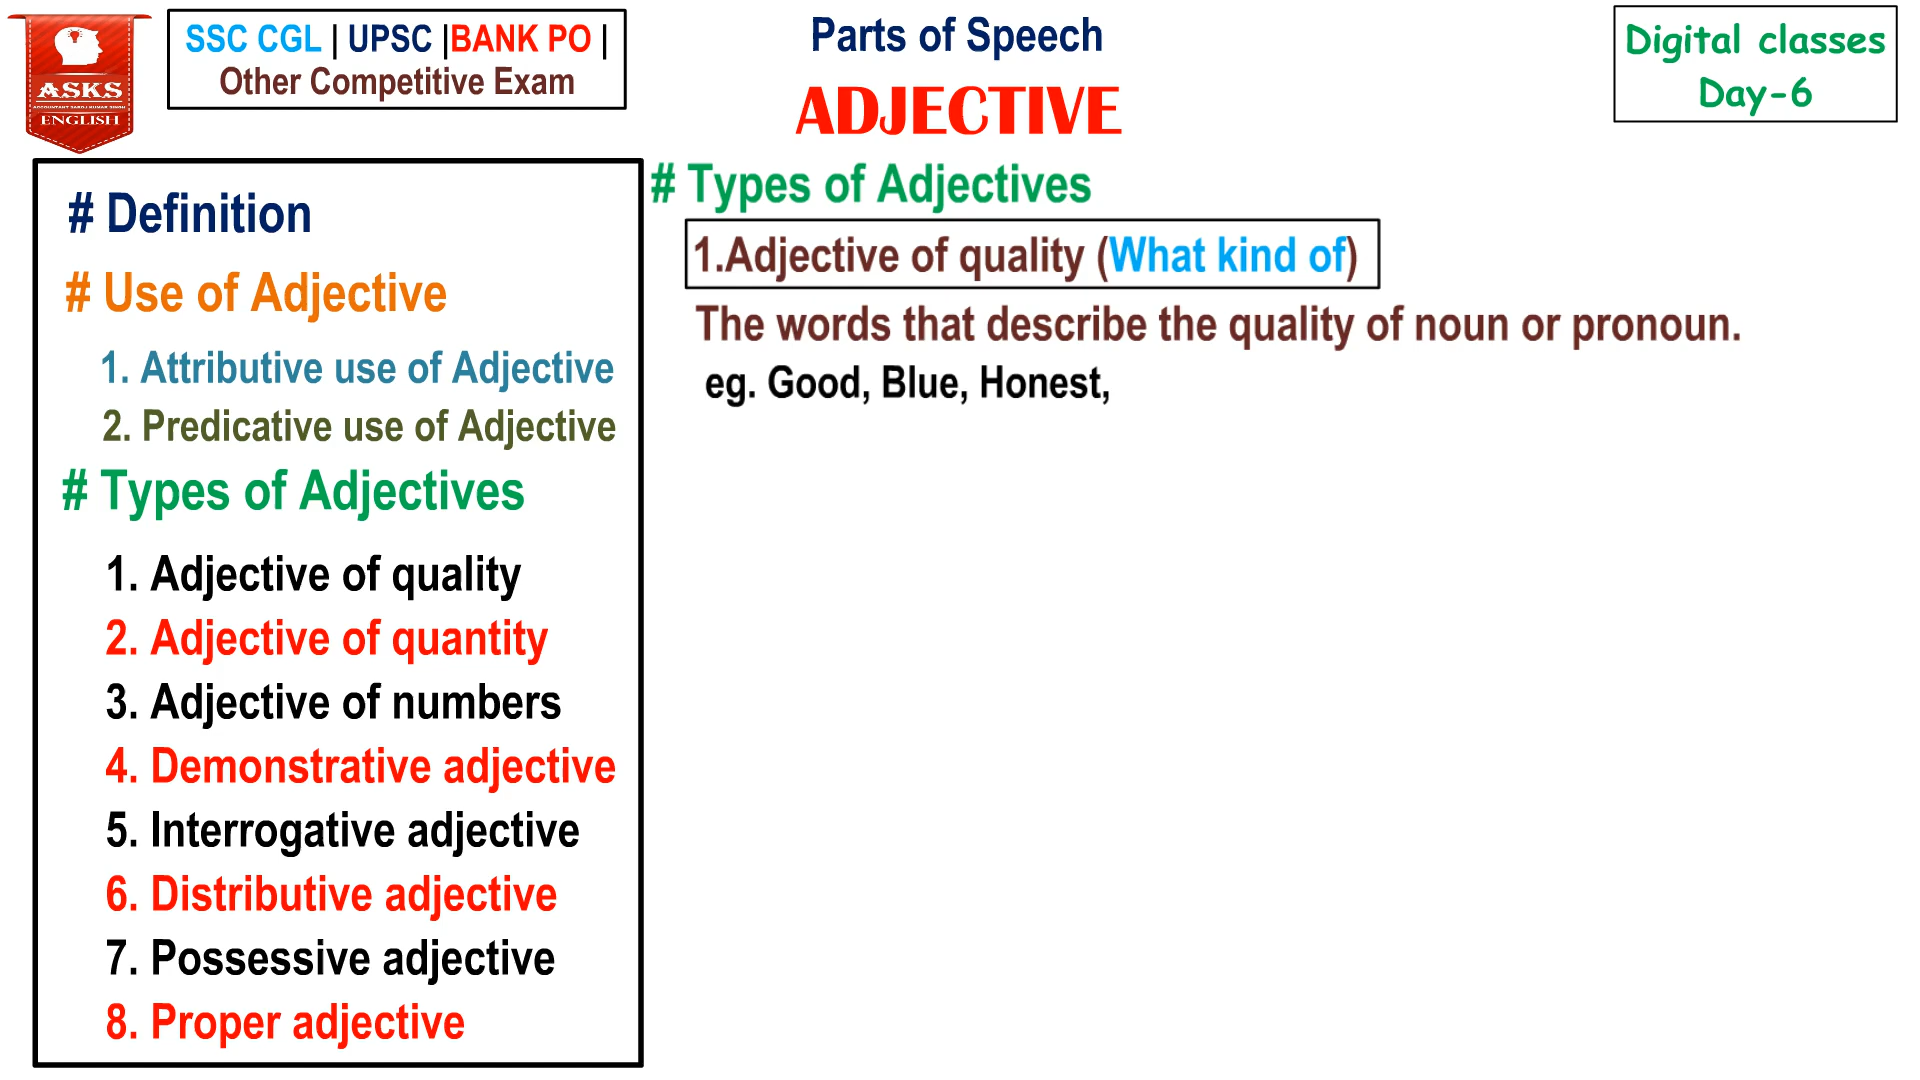 ASKS
ACCOUNTANT SAROJ KUMAR SINGH
ENGLISH
SSC CGL | UPSC |BANK PO |
Other Competitive Exam
Parts of Speech
ADJECTIVE
Digital classes
Day-6
# Definition
# Use of Adjective
1. Attributive use of Adjective
2. Predicative use of Adjective
# Types of Adjectives
1. Adjective of quality
2. Adjective of quantity
3. Adjective of numbers
4. Demonstrative adjective
5. Interrogative adjective
6. Distributive adjective
7. Possessive adjective
8. Proper adjective
# Types of Adjectives
1.Adjective of quality (What kind of)
The words that describe the quality of noun or pronoun.
eg. Good, Blue, Honest,